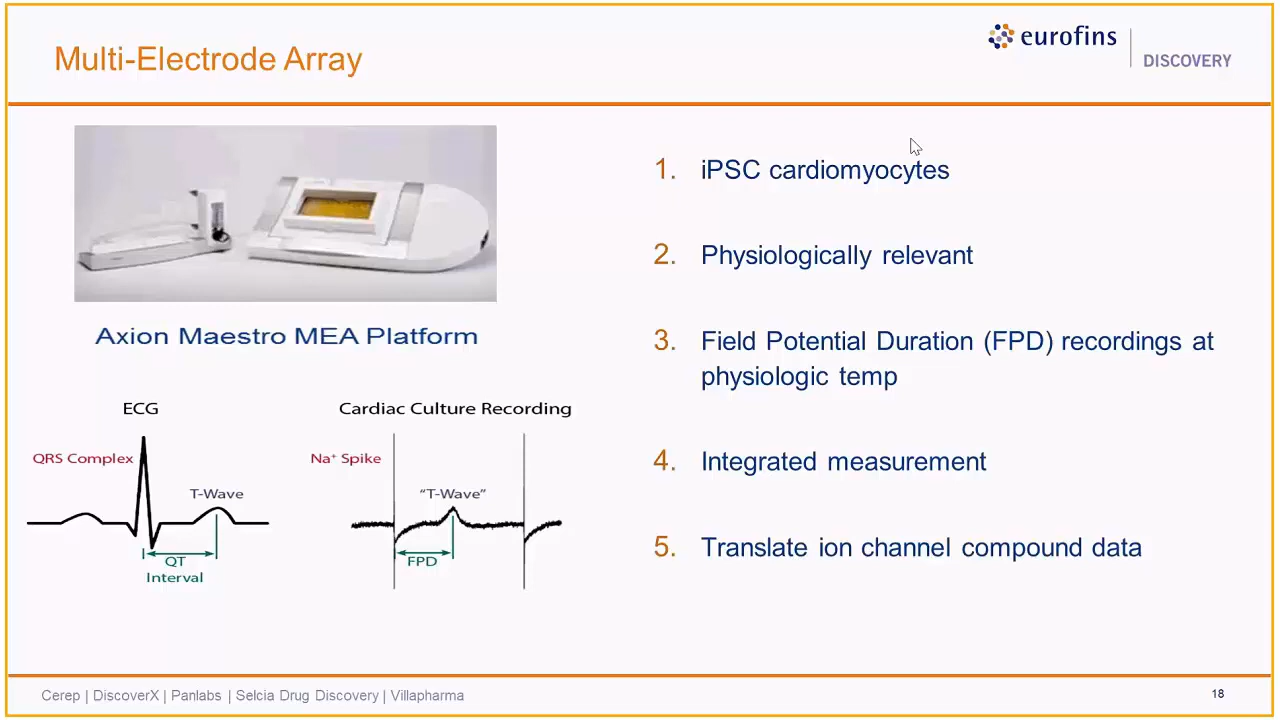 Multi-Electrode Array
eurofins
DISCOVERY
Axion Maestro MEA Platform
ECG
QRS Complex
T-Wave
QT
Interval
Cardiac Culture Recording
Na⁺ Spike
“T-Wave”
FPD
1. iPSC cardiomyocytes
2. Physiologically relevant
3. Field Potential Duration (FPD) recordings at
physiologic temp
4. Integrated measurement
5. Translate ion channel compound data
Cerep | DiscoverX | Panlabs | Selcia Drug Discovery | Villapharma
18